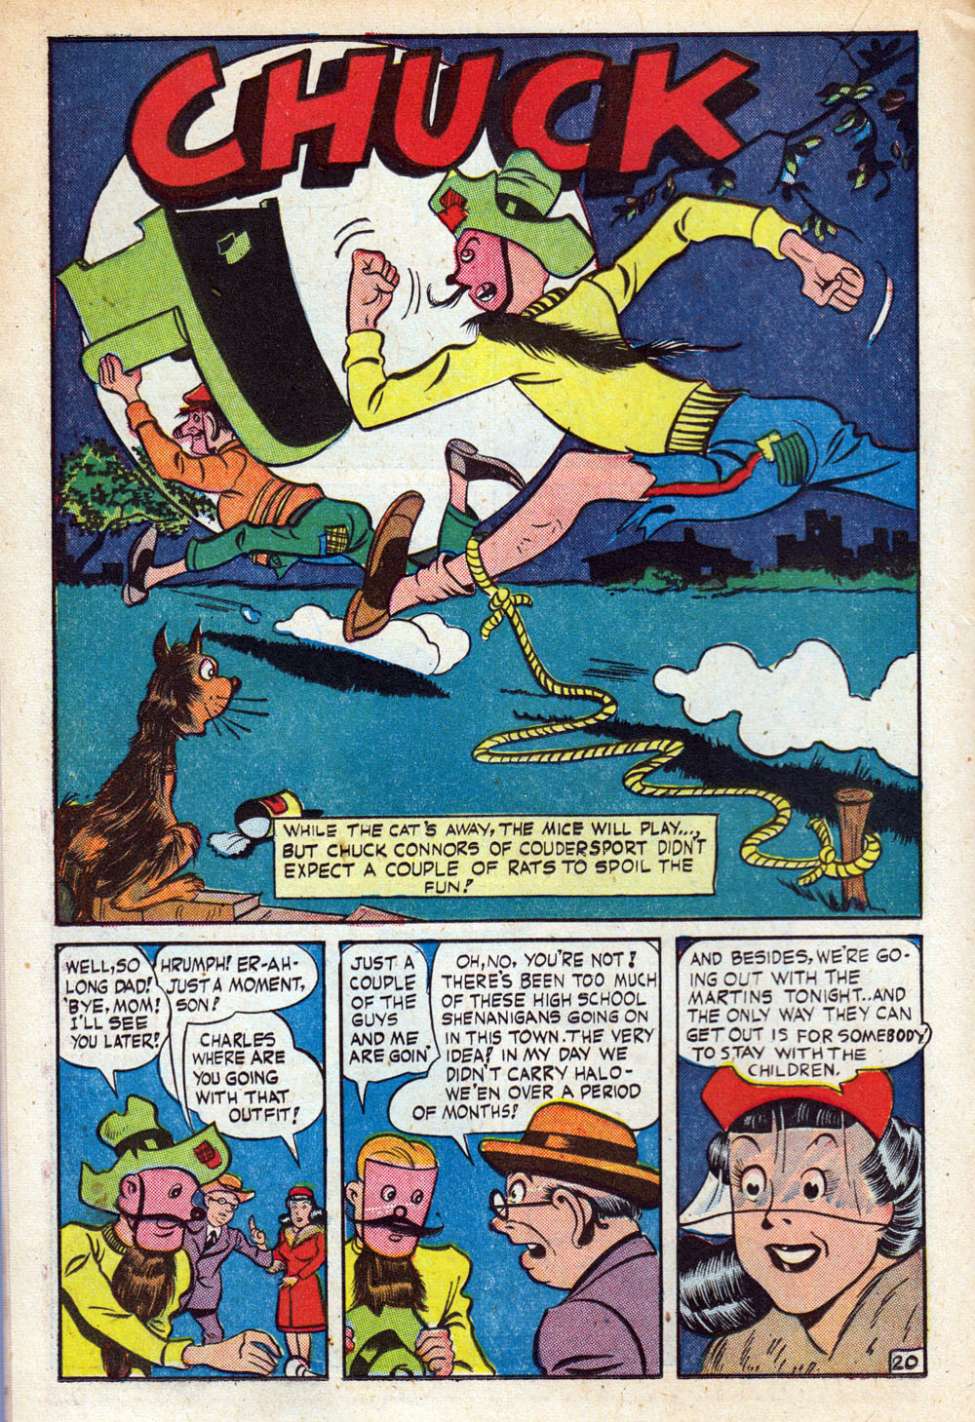 CHUCK
WHILE THE CAT'S AWAY, THE MICE WILL PLAY...,
BUT CHUCK CONNORS OF COUDERSPORT DIDN'T
EXPECT A COUPLE OF RATS TO SPOIL THE
FUN!
WELL, SO
LONG DAD!
'BYE, MOM!
I'LL SEE
YOU LATER!
HRUMPH! ER-AH-
JUST A MOMENT,
SON!
CHARLES
WHERE ARE
YOU GOING
WITH THAT
OUTFIT!
JUST A
COUPLE
OF THE
GUYS
AND ME
ARE GOIN'
OH, NO, YOU'RE NOT!
THERE'S BEEN TOO MUCH
OF THESE HIGH SCHOOL
SHENANIGANS GOING ON
IN THIS TOWN. THE VERY
IDEA! IN MY DAY WE
DIDN'T CARRY HALO-
WE'EN OVER A PERIOD
OF MONTHS!
AND BESIDES, WE'RE GO-
ING OUT WITH THE
MARTINS TONIGHT..AND
THE ONLY WAY THEY CAN
GET OUT IS FOR SOMEBODY
TO STAY WITH THE
CHILDREN.
20